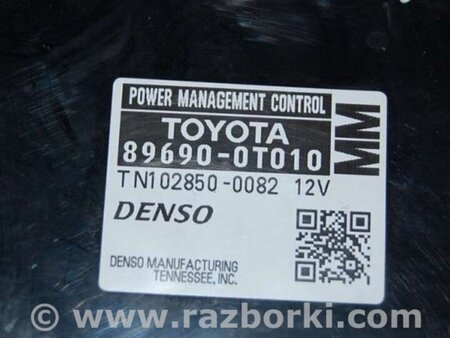 POWER MANAGEMENT CONTROL
TOYOTA
89690-0T010
MM
TN102850-0082 12V
DENSO
DENSO MANUFACTURING
TENNESSEE, INC.
© www.razborki.com